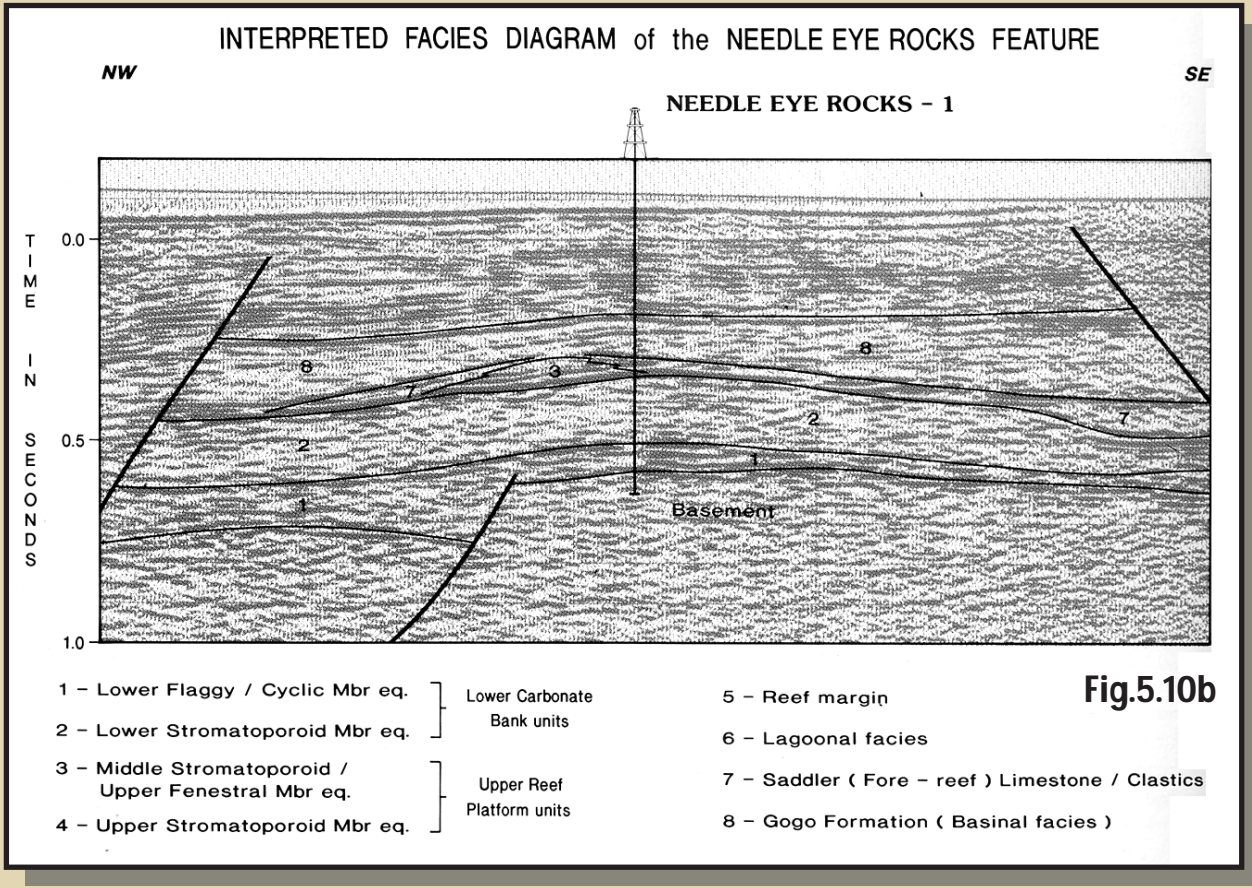 INTERPRETED FACIES DIAGRAM of the NEEDLE EYE ROCKS FEATURE
NW
SE
NEEDLE EYE ROCKS - 1
TIME IN SECONDS
0.0
0.5
1.0
8
8
7
3
7
7
2
2
1
1
Basement
1 - Lower Flaggy / Cyclic Mbr eq.
2 - Lower Stromatoporoid Mbr eq.
Lower Carbonate
Bank units
3 - Middle Stromatoporoid /
Upper Fenestral Mbr eq.
4 - Upper Stromatoporoid Mbr eq.
Upper Reef
Platform units
5 - Reef margin
6 - Lagoonal facies
7 - Saddler ( Fore - reef ) Limestone / Clastics
8 - Gogo Formation ( Basinal facies )
Fig.5.10b